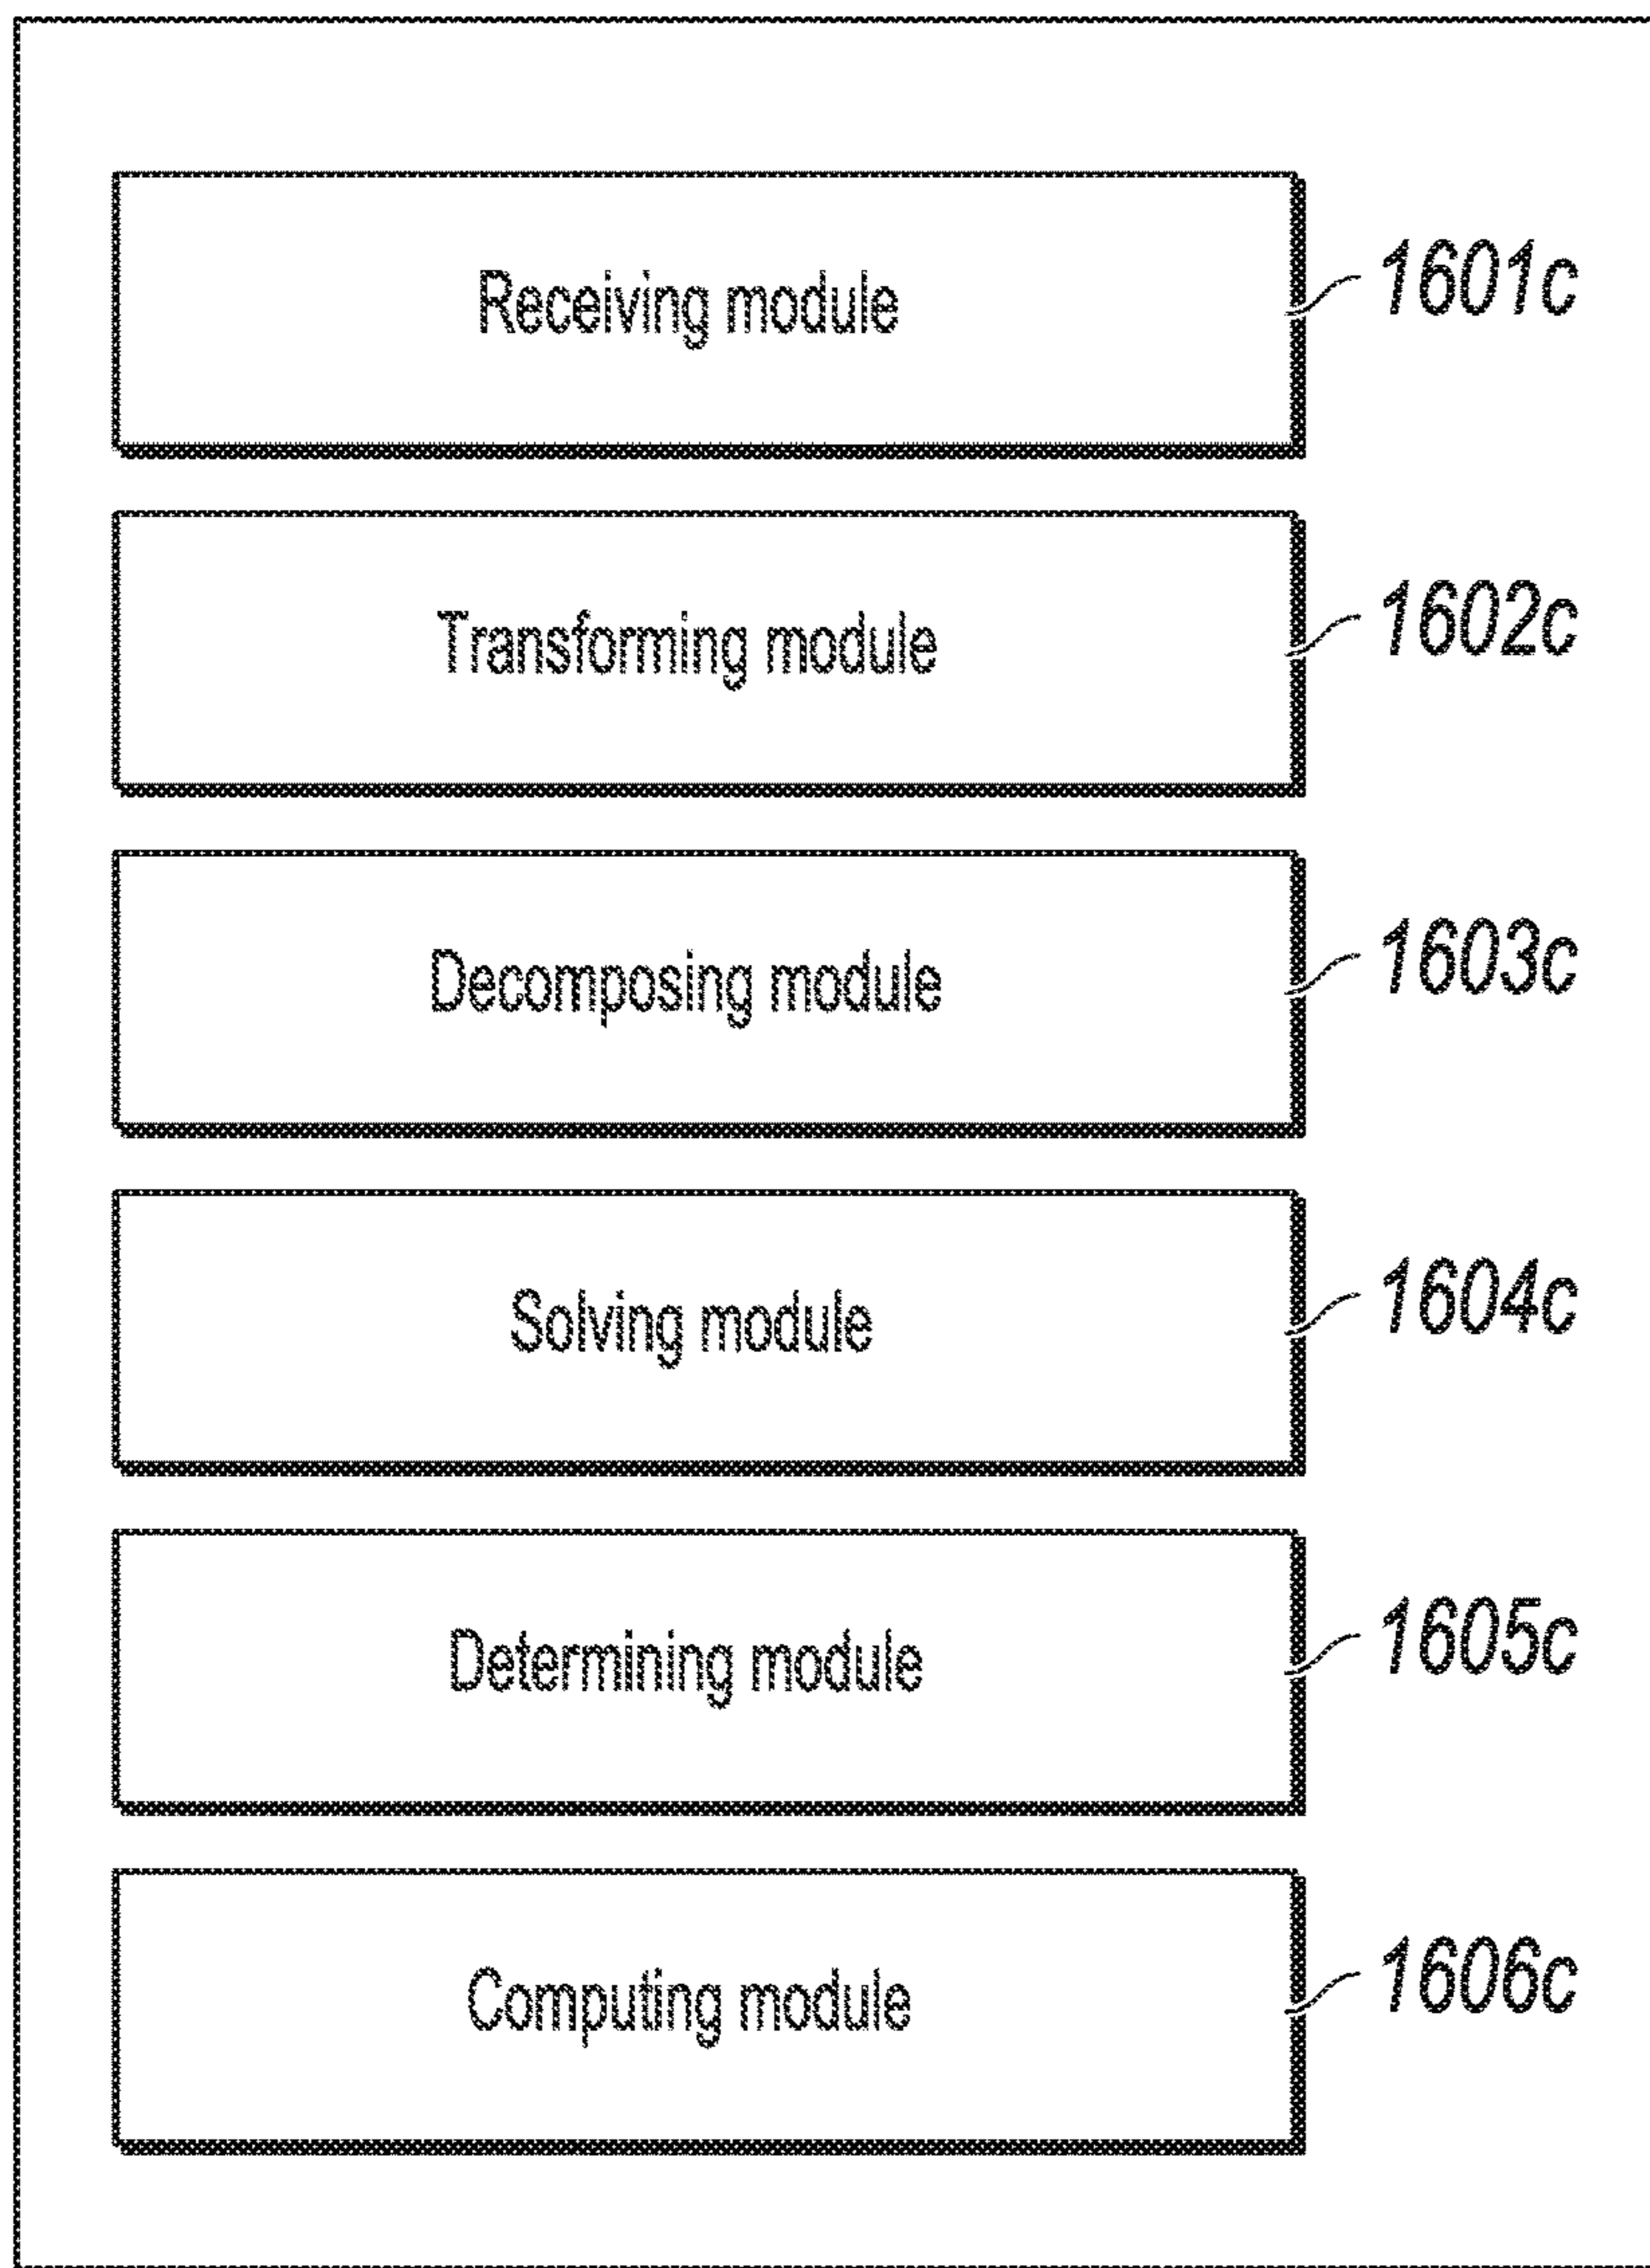 Receiving module 1601c
Transforming module 1602c
Decomposing module 1603c
Solving module 1604c
Determining module 1605c
Computing module 1606c